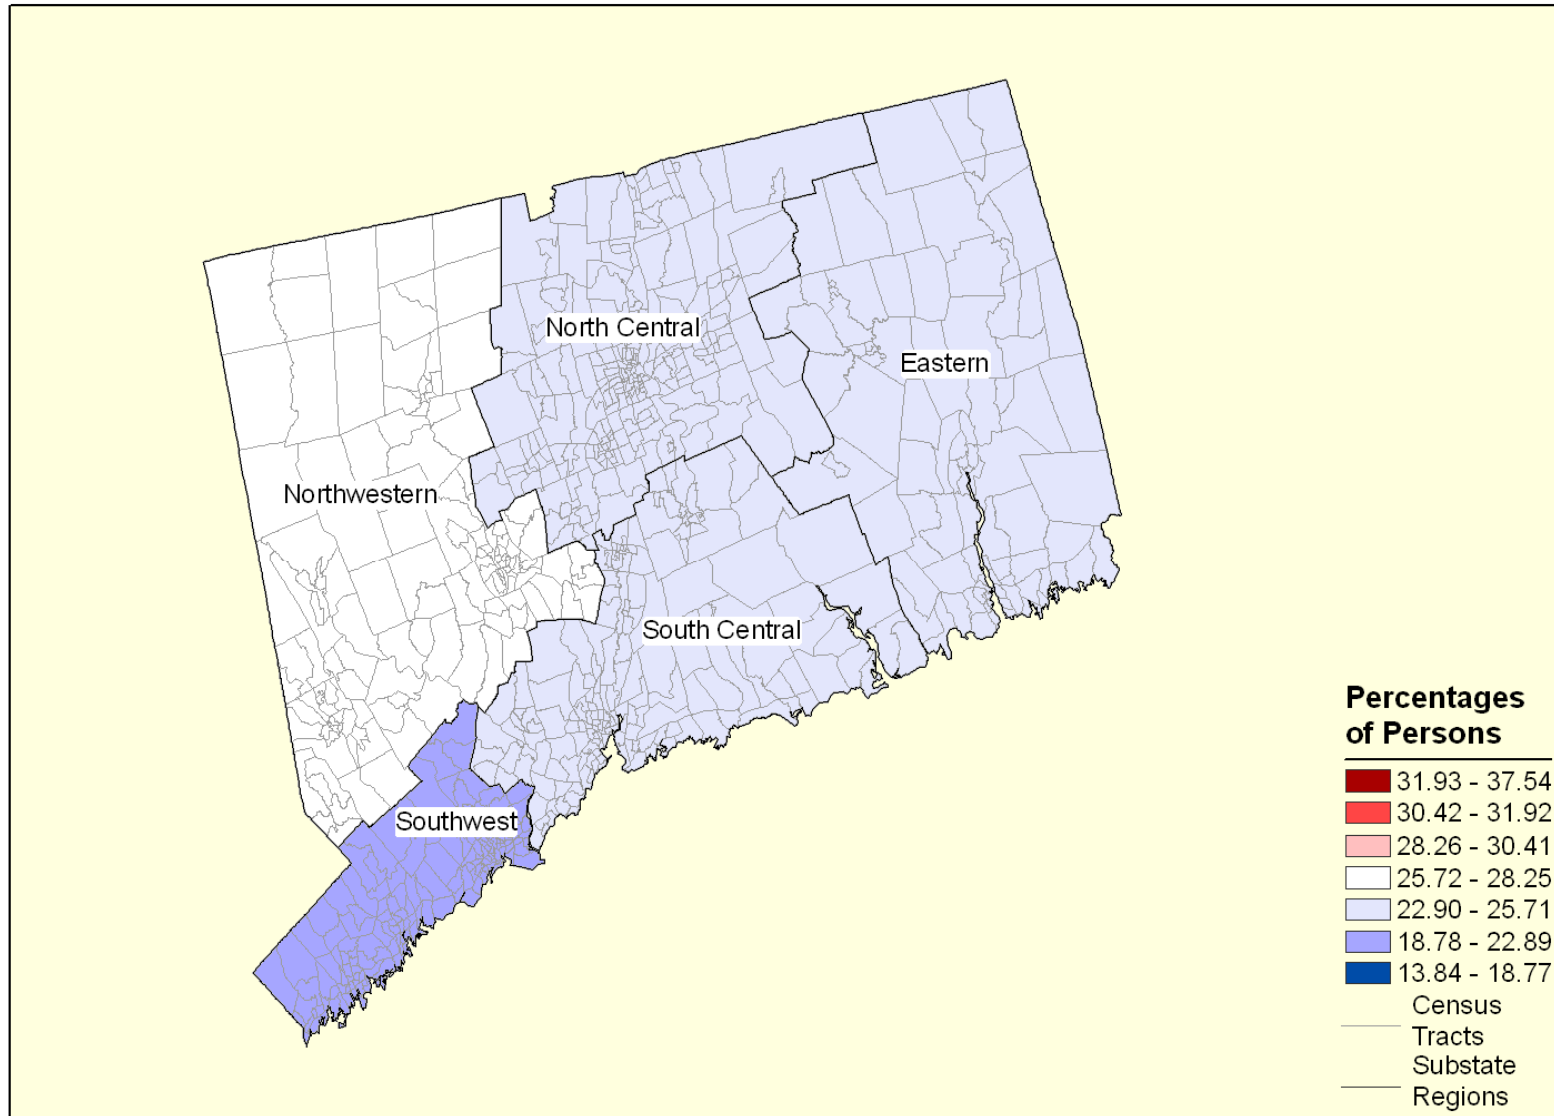 North Central
Eastern
Northwestern
South Central
Southwest
Percentages
of Persons
31.93 - 37.54
30.42 - 31.92
28.26 - 30.41
25.72 - 28.25
22.90 - 25.71
18.78 - 22.89
13.84 - 18.77
Census
Tracts
Substate
Regions